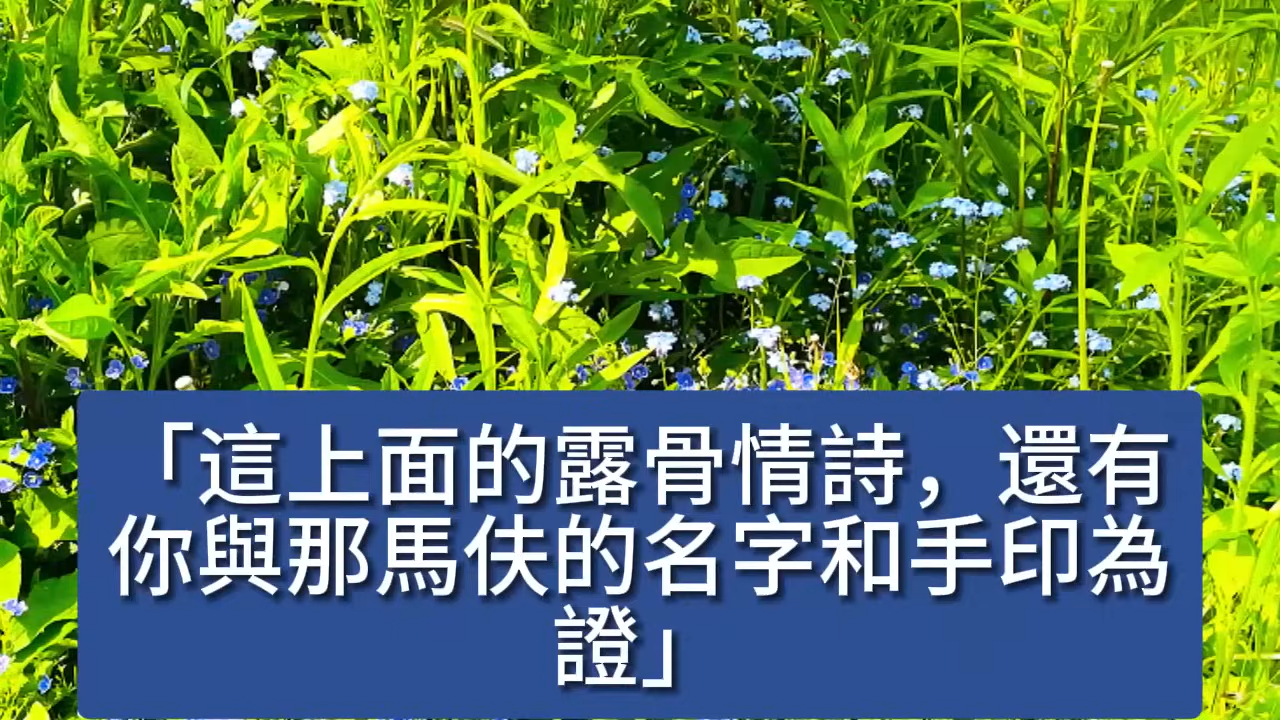 「這上面的露骨情詩，還有
你與那馬伕的名字和手印為
證」